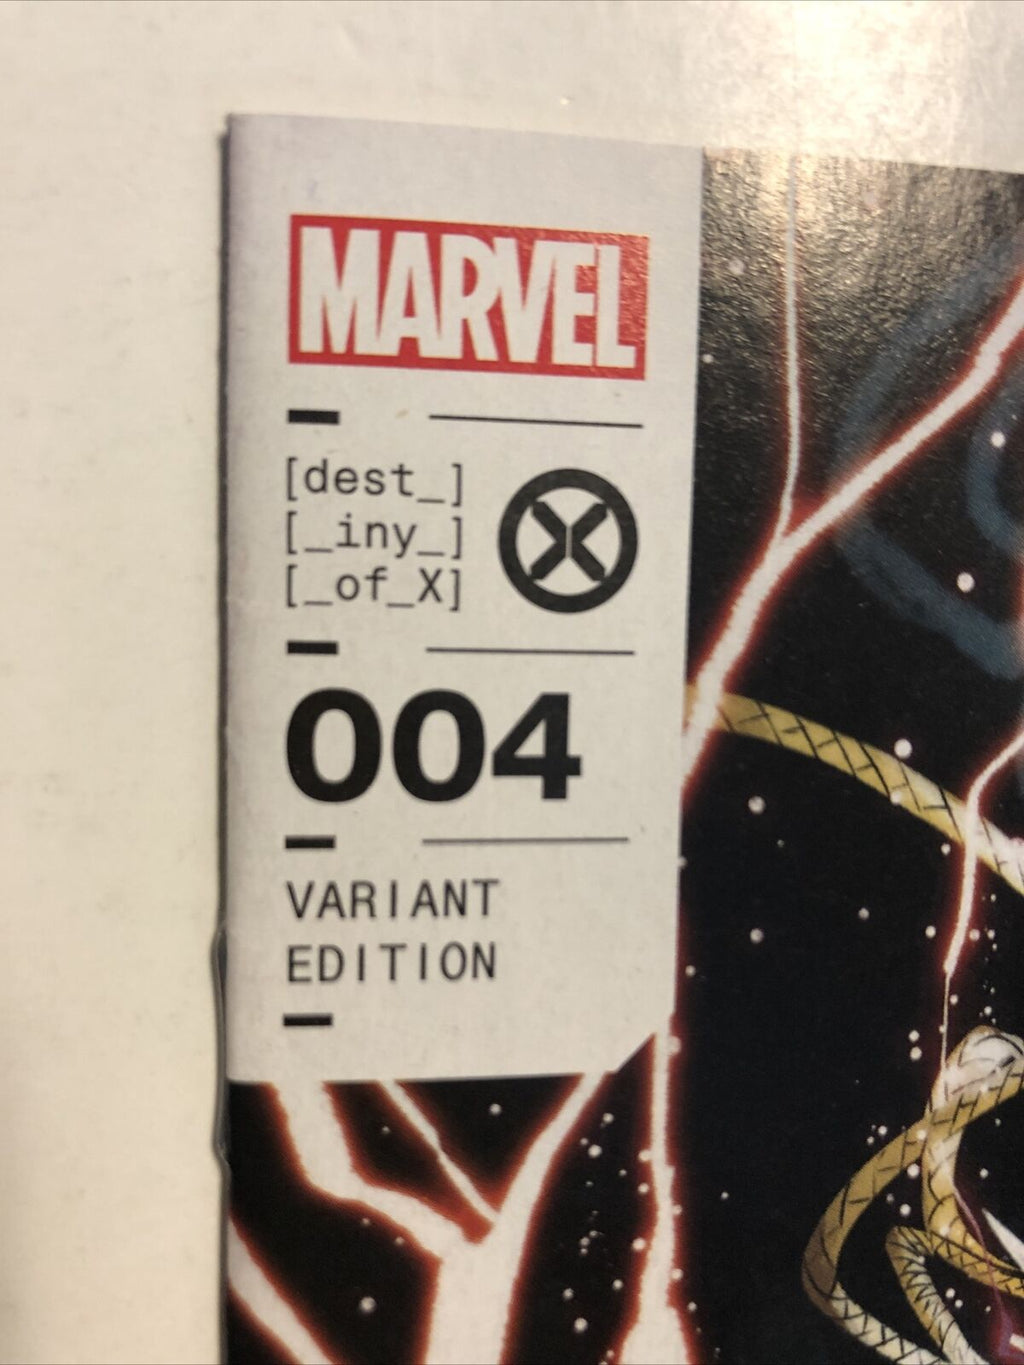 MARVEL
[dest_]
[_iny_]
[_of_X]
X
004
VARIANT
EDITION